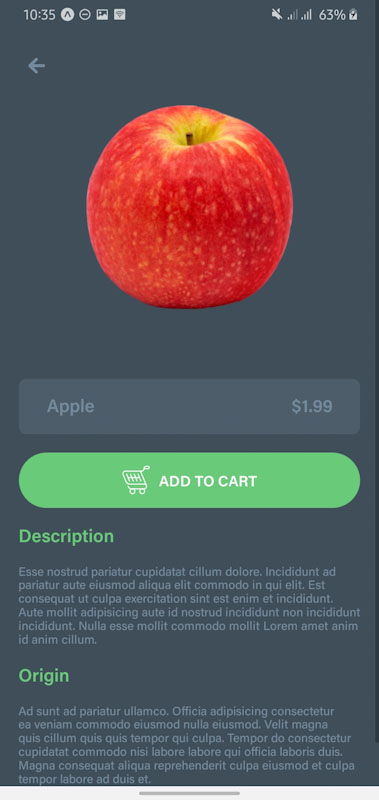 10:35
63%
Apple
$1.99
ADD TO CART
Description
Esse nostrud pariatur cupidatat cillum dolore. Incididunt ad
pariatur aute eiusmod aliqua elit commodo in qui elit. Est
consequat ut culpa exercitation sint est enim et incididunt.
Aute mollit adipisicing aute id nostrud incididunt non incididunt
incididunt. Nulla esse mollit commodo mollit Lorem amet anim
id anim cillum.
Origin
Ad sunt ad pariatur ullamco. Officia adipisicing consectetur
ea veniam commodo eiusmod nulla eiusmod. Velit magna
quis cillum quis quis tempor qui culpa. Tempor do consectetur
cupidatat commodo nisi labore labore qui officia laboris duis.
Magna consequat aliqua reprehenderit culpa eiusmod et culpa
tempor labore ad duis et.